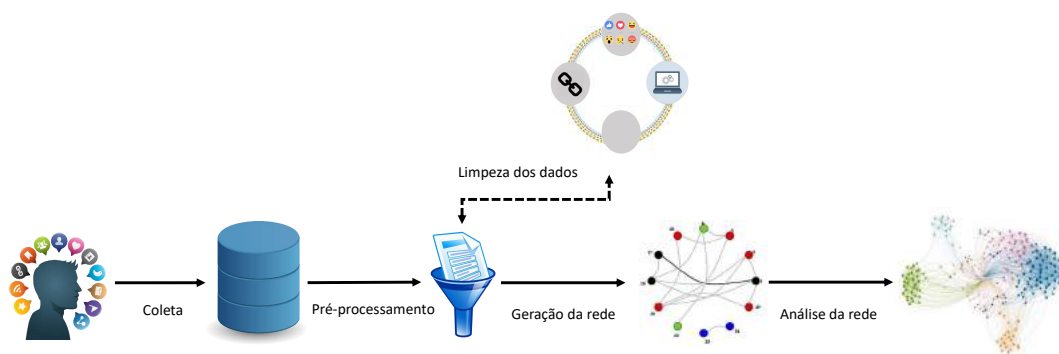 Limpeza dos dados
Coleta
Pré-processamento
Geração da rede
Análise da rede